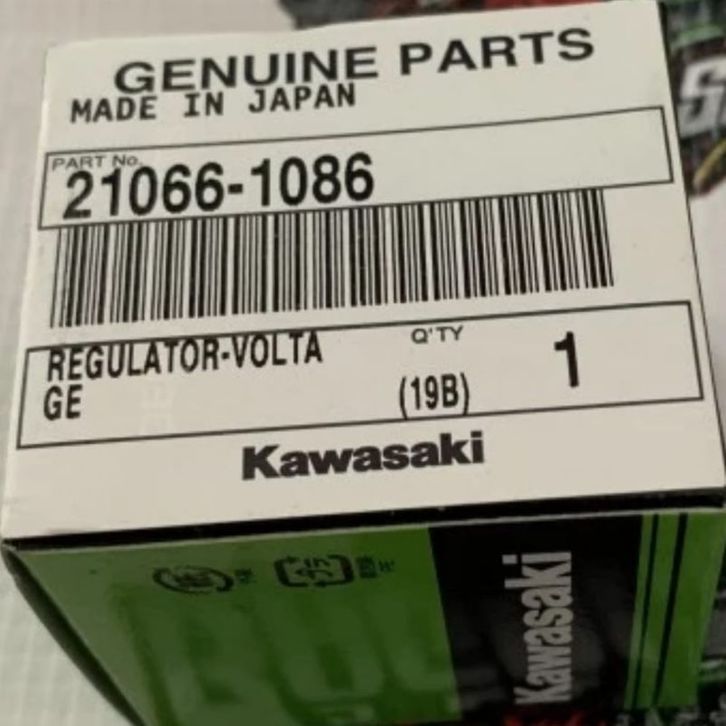 GENUINE PARTS
MADE IN JAPAN
PART No.
21066-1086
REGULATOR-VOLTA
GE
Q'TY
(19B)
1
Kawasaki
Kawasaki